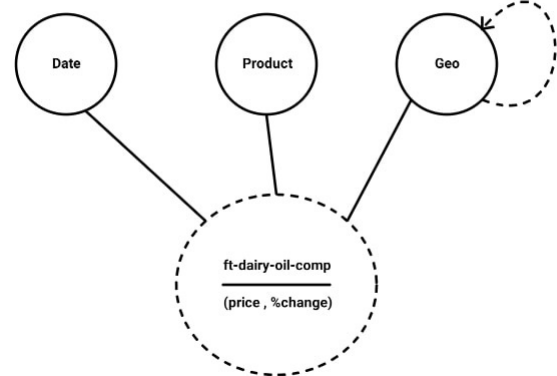 Date
Product
Geo
ft-dairy-oil-comp
(price , %change)